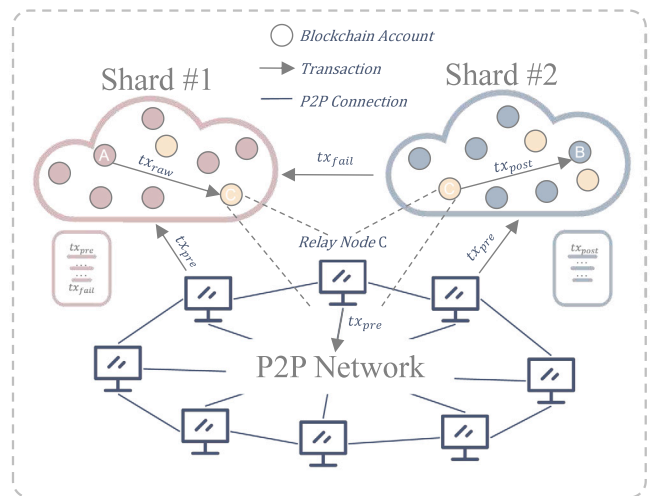 Blockchain Account
Transaction
P2P Connection
Shard #1
Shard #2
A
tx_raw
C
tx_fail
C
tx_post
B
tx_pre
...
...
tx_fail
tx_pre
Relay Node C
tx_pre
tx_post
...
...
tx_pre
P2P Network